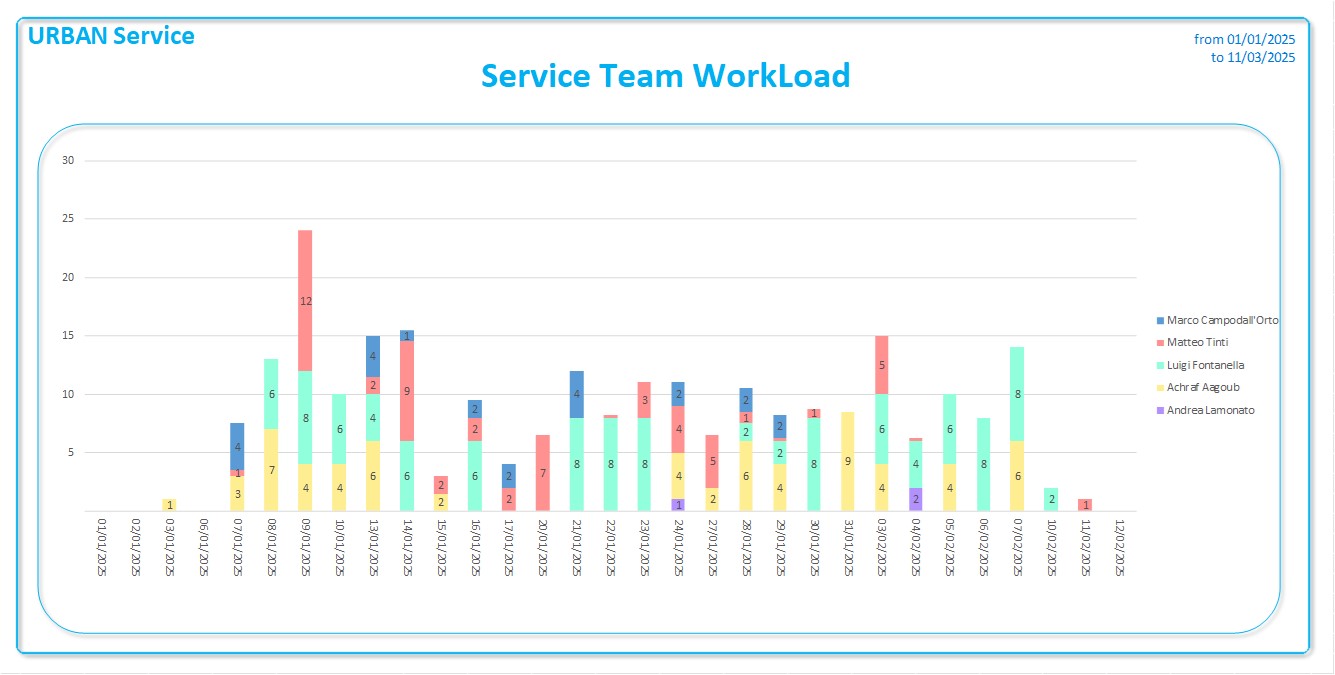 URBAN Service
from 01/01/2025
to 11/03/2025
Service Team WorkLoad
30
25
20
15
10
5
12
4 1 9 3
4 2 2 5
6 1 8 6 2 4 6 2 2 4 2 1 2 6 8
4 1 3 7 4 4 6 6 2 2 6 2 7 8 8 8 4 5 2 6 2 4 8 9 4 4 4 8 6
1 2 2 1 2 2 1
Marco Campodall'Orto
Matteo Tinti
Luigi Fontanella
Achraf Aagoub
Andrea Lamonato
01/01/2025
02/01/2025
03/01/2025
06/01/2025
07/01/2025
08/01/2025
09/01/2025
10/01/2025
13/01/2025
14/01/2025
15/01/2025
16/01/2025
17/01/2025
20/01/2025
21/01/2025
22/01/2025
23/01/2025
24/01/2025
27/01/2025
28/01/2025
29/01/2025
30/01/2025
31/01/2025
03/02/2025
04/02/2025
05/02/2025
06/02/2025
07/02/2025
10/02/2025
11/02/2025
12/02/2025